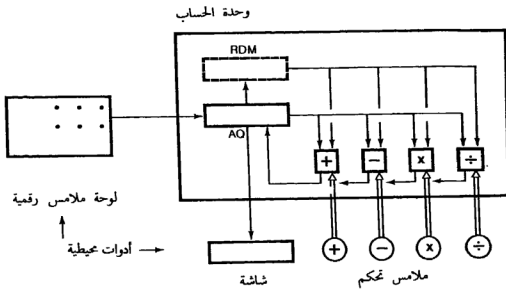 وحدة الحساب
RDM
AQ
+ − × ÷
لوحة ملامس رقمية
+ − × ÷
أدوات محيطية
شاشة
ملامس تحكم